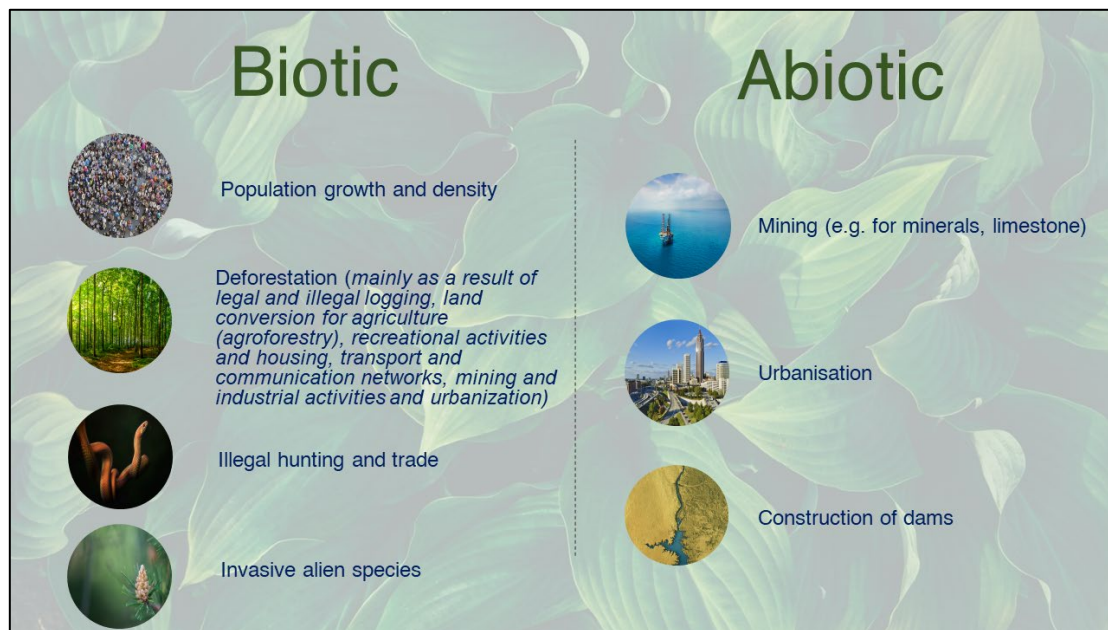 Biotic
Population growth and density
Deforestation (mainly as a result of
legal and illegal logging, land
conversion for agriculture
(agroforestry), recreational activities
and housing, transport and
communication networks, mining and
industrial activities and urbanization)
Illegal hunting and trade
Invasive alien species
Abiotic
Mining (e.g. for minerals, limestone)
Urbanisation
Construction of dams